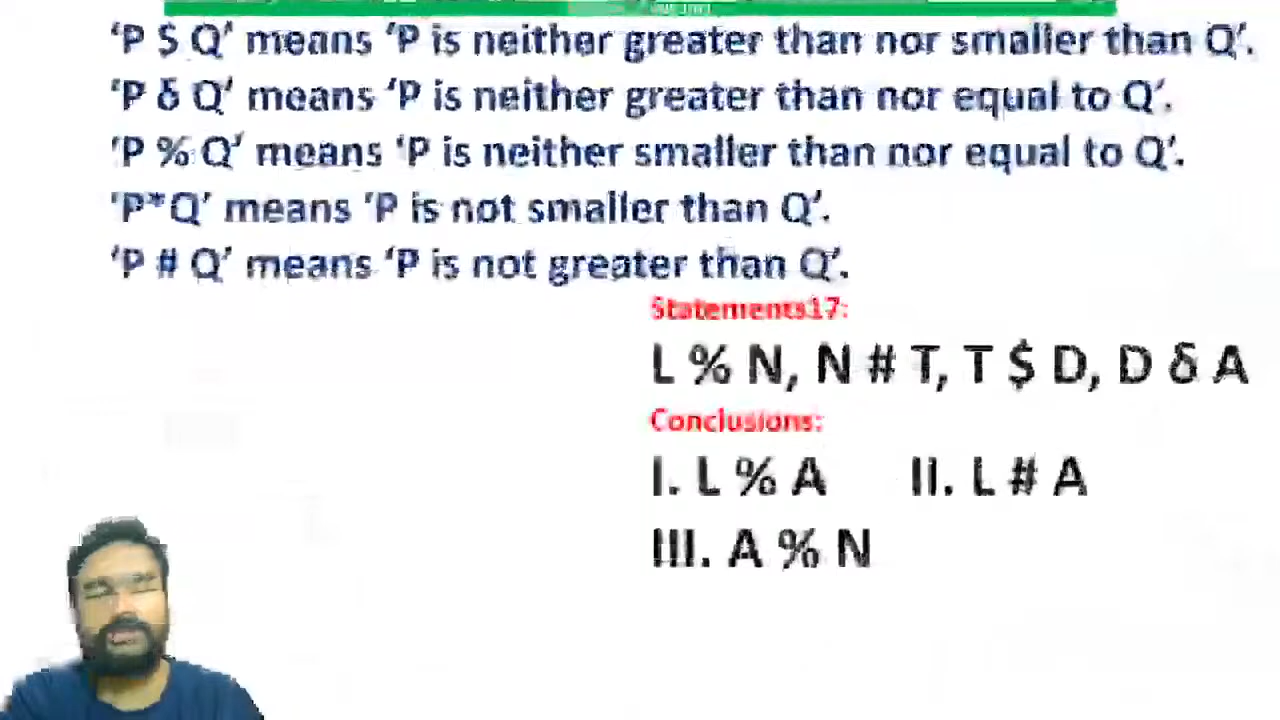 ‘P $ Q’ means ‘P is neither greater than nor smaller than Q’.
‘P δ Q’ means ‘P is neither greater than nor equal to Q’.
‘P % Q’ means ‘P is neither smaller than nor equal to Q’.
‘P*Q’ means ‘P is not smaller than Q’.
‘P # Q’ means ‘P is not greater than Q’.
Statements17:
L % N, N # T, T $ D, D δ A
Conclusions:
I. L % A II. L # A
III. A % N